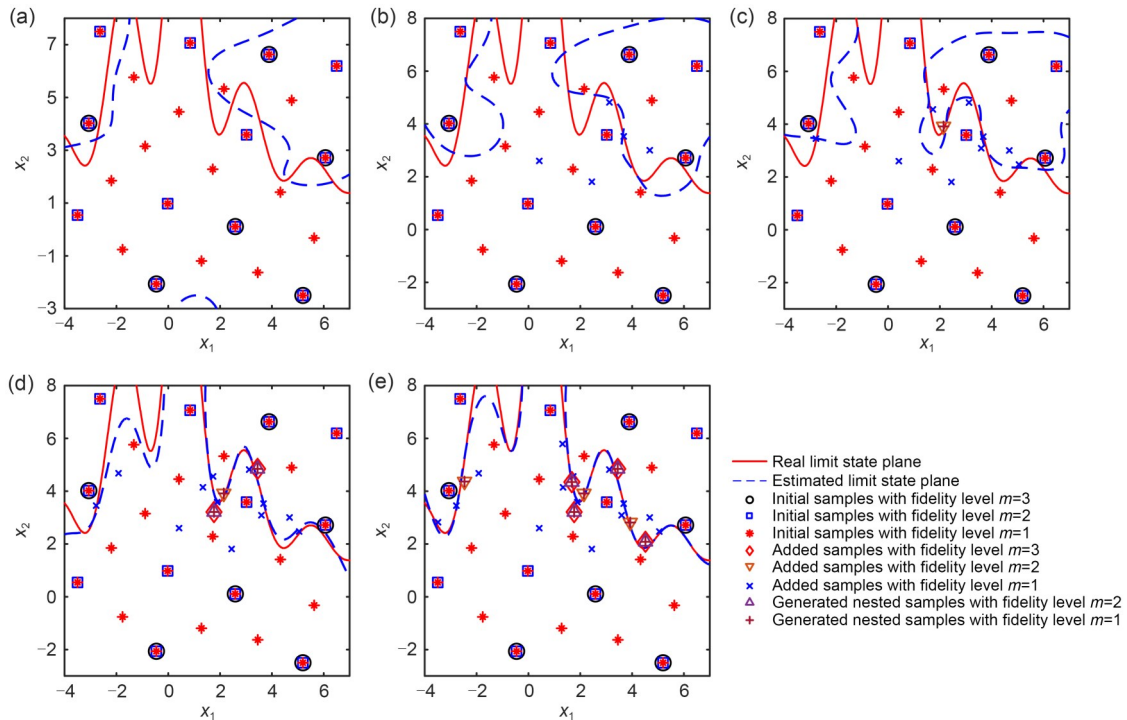 (a)
7
5
3
1
−1
−3
x2
−4 −2 0 2 4 6
x1
(b)
8
6
4
2
0
−2
x2
−4 −2 0 2 4 6
x1
(c)
8
6
4
2
0
−2
x2
−4 −2 0 2 4 6
x1
(d)
8
6
4
2
0
−2
x2
−4 −2 0 2 4 6
x1
(e)
8
6
4
2
0
−2
x2
−4 −2 0 2 4 6
x1
Real limit state plane
Estimated limit state plane
Initial samples with fidelity level m=3
Initial samples with fidelity level m=2
Initial samples with fidelity level m=1
Added samples with fidelity level m=3
Added samples with fidelity level m=2
Added samples with fidelity level m=1
Generated nested samples with fidelity level m=2
Generated nested samples with fidelity level m=1